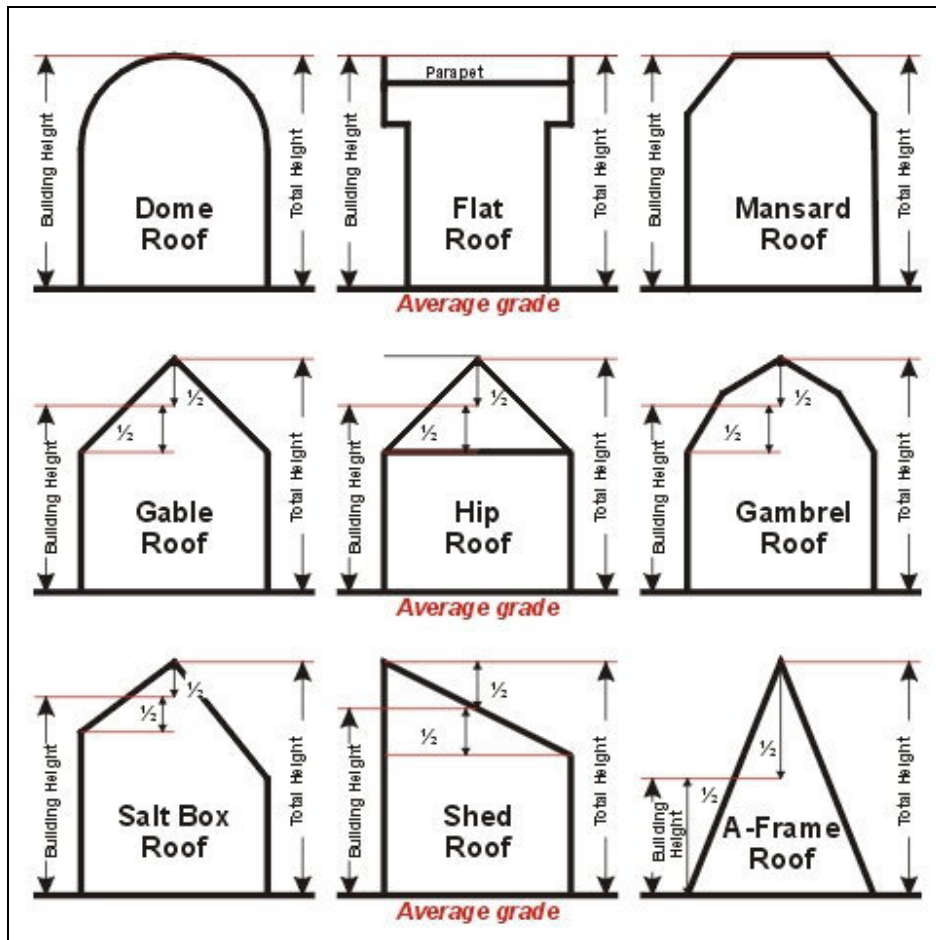 Building Height
Parapet
Total Height
Dome
Roof
Building Height
Flat
Roof
Total Height
Building Height
Mansard
Roof
Total Height
Average grade
Building Height
½
½
Gable
Roof
Total Height
Building Height
½
½
Hip
Roof
Total Height
Building Height
½
½
Gambrel
Roof
Total Height
Average grade
Building Height
½
½
Salt Box
Roof
Total Height
Building Height
½
½
Shed
Roof
Total Height
Building
Height
½
½
A-Frame
Roof
Total Height
Average grade